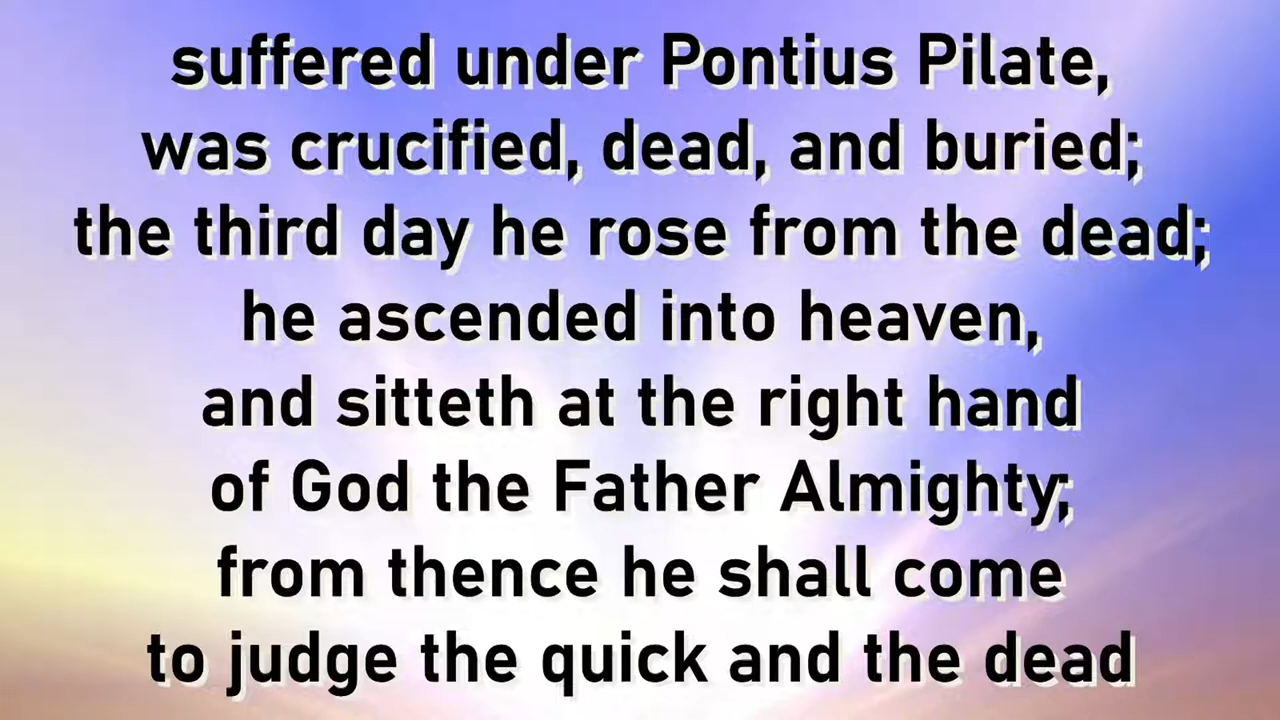 suffered under Pontius Pilate,
was crucified, dead, and buried;
the third day he rose from the dead;
he ascended into heaven,
and sitteth at the right hand
of God the Father Almighty;
from thence he shall come
to judge the quick and the dead